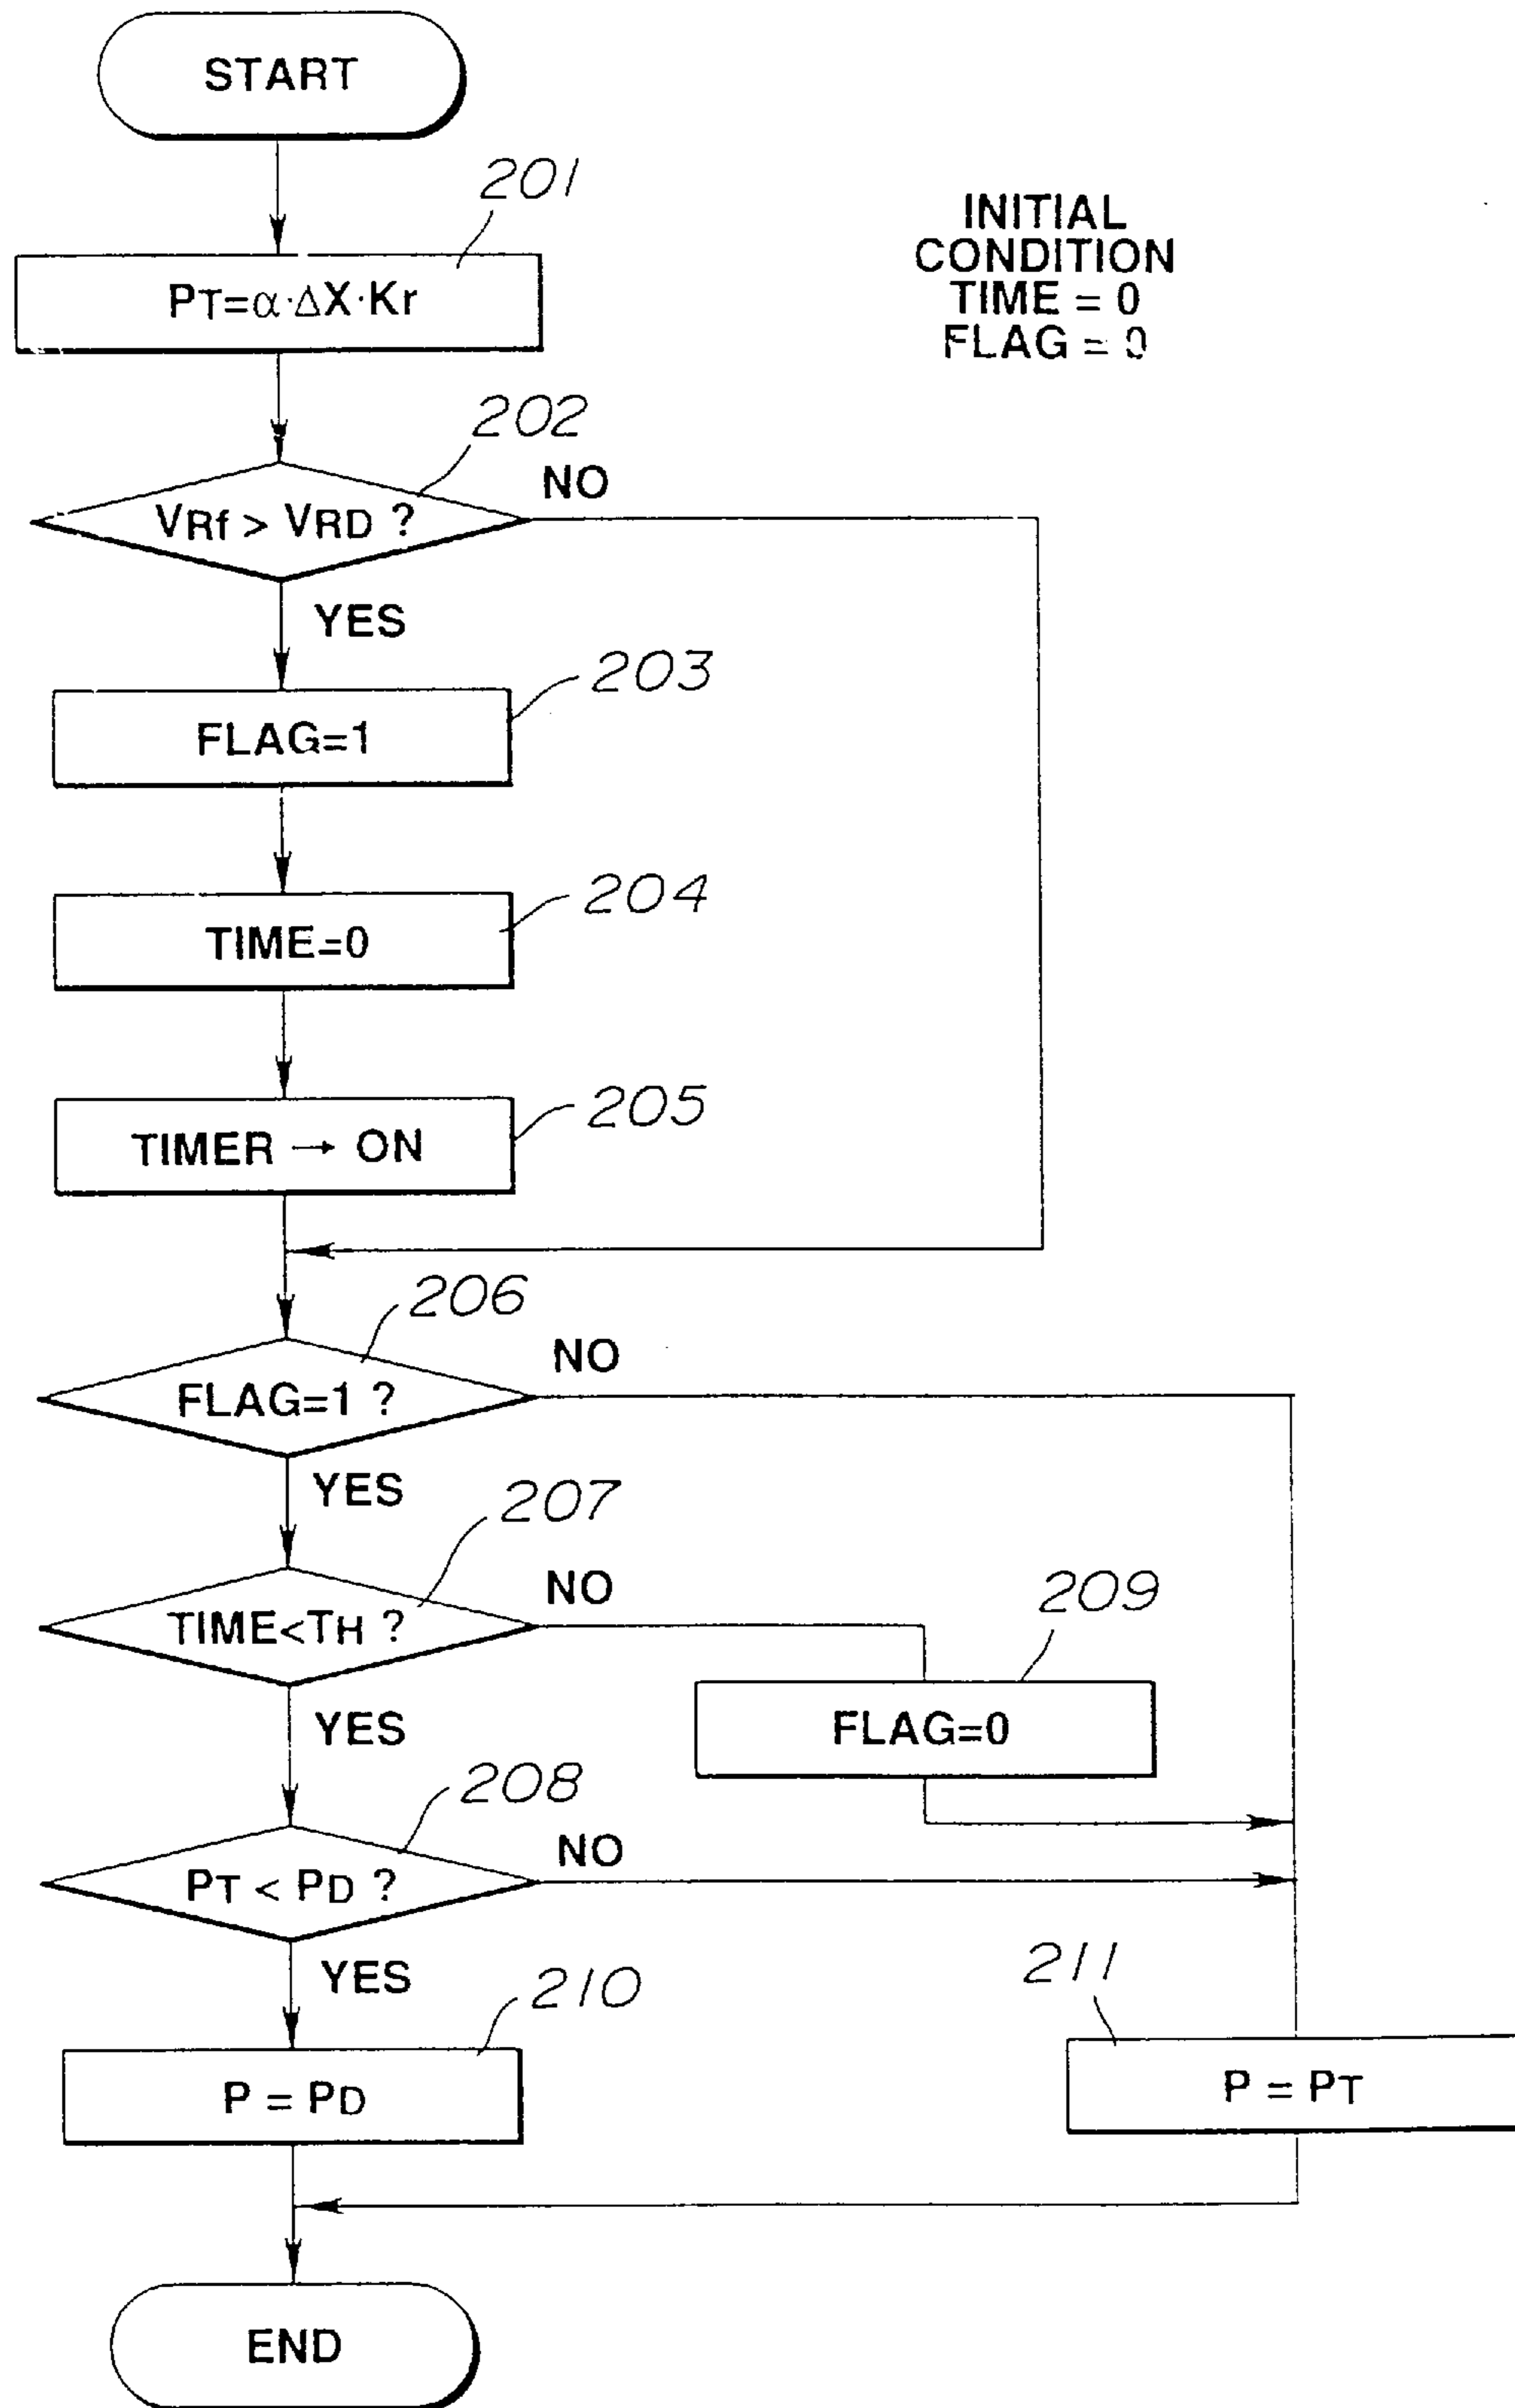 START
201
PT=α·ΔX·Kr
INITIAL
CONDITION
TIME = 0
FLAG = 0
202
VRf > VRD ?
NO
YES
203
FLAG=1
204
TIME=0
205
TIMER → ON
206
FLAG=1 ?
NO
YES
207
TIME<TH ?
NO
209
FLAG=0
YES
208
PT < PD ?
NO
YES
210
P = PD
211
P = PT
END